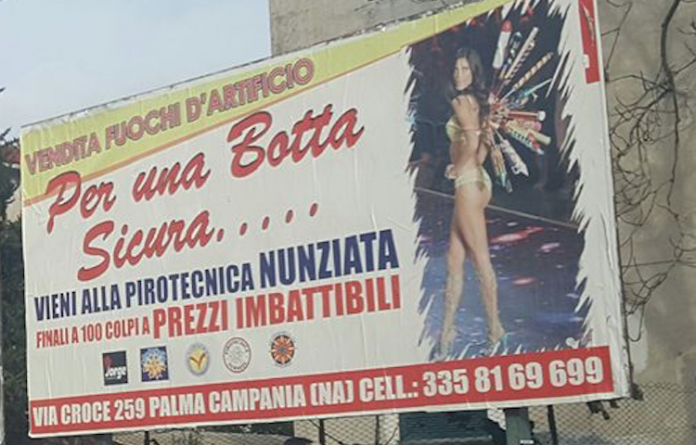 VENDITA FUOCHI D'ARTIFICIO
Per una Botta
Sicura.....
VIENI ALLA PIROTECNICA NUNZIATA
FINALI A 100 COLPI A PREZZI IMBATTIBILI
Jorge
VIA CROCE 259 PALMA CAMPANIA (NA) CELL.: 335 81 69 699